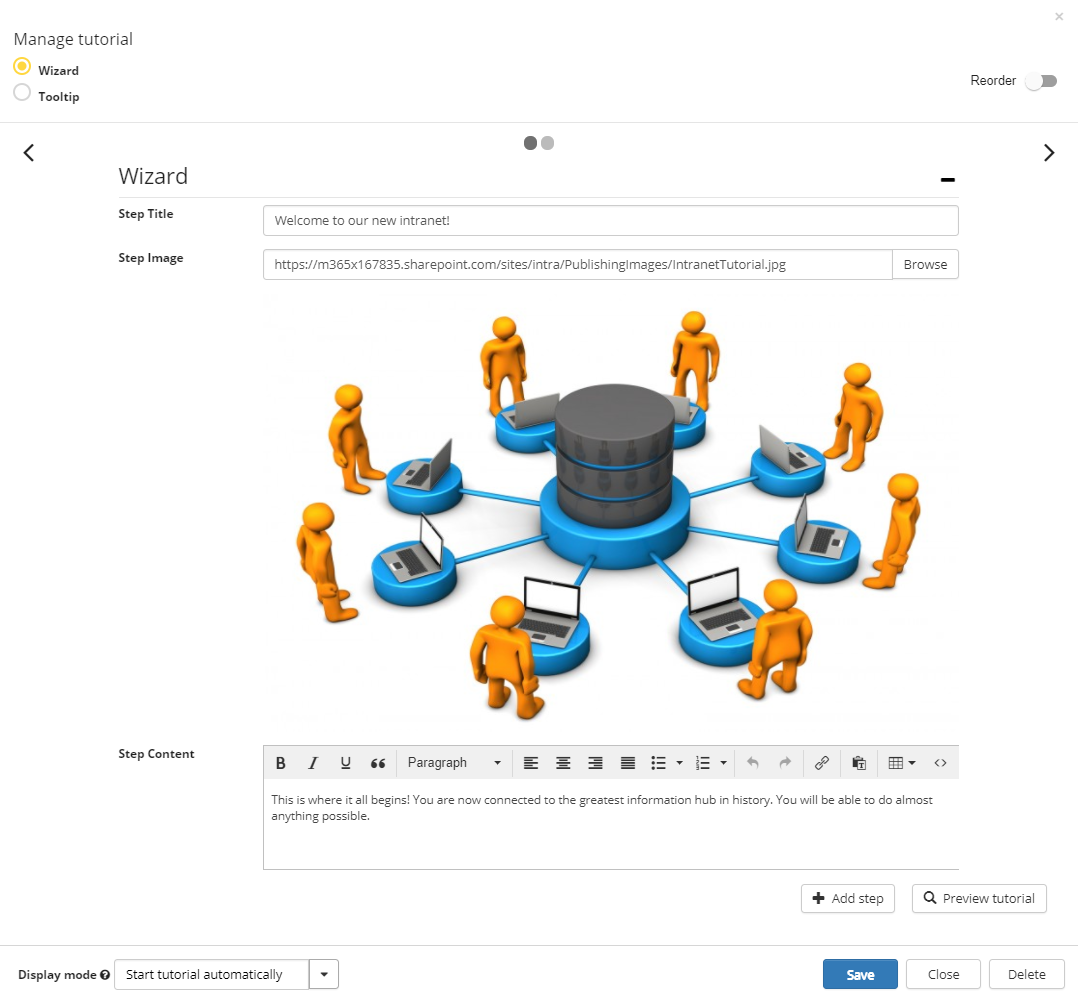 ×
Manage tutorial
Wizard
Tooltip
Reorder
Wizard
Step Title
Welcome to our new intranet!
Step Image
https://m365x167835.sharepoint.com/sites/intra/PublishingImages/IntranetTutorial.jpg
Browse
Step Content
B I U Paragraph
This is where it all begins! You are now connected to the greatest information hub in history. You will be able to do almost
anything possible.
Add step
Preview tutorial
Display mode
Start tutorial automatically
Save
Close
Delete